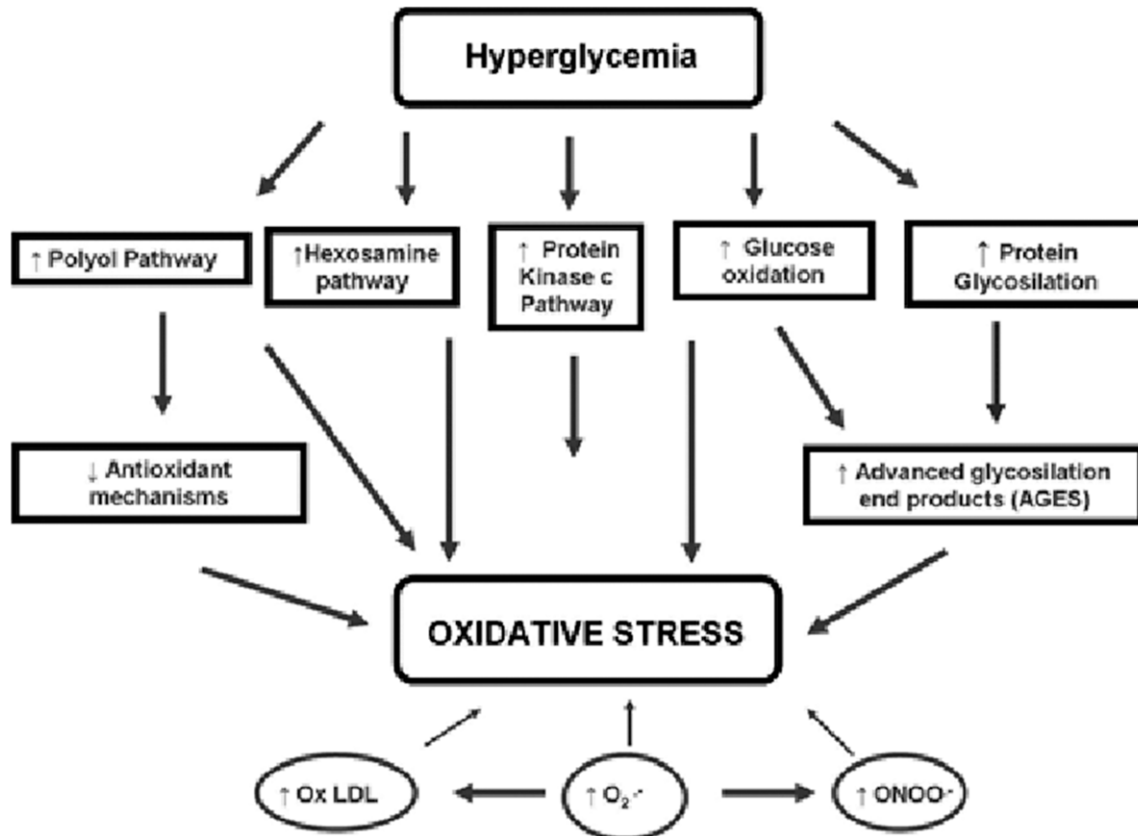 Hyperglycemia
↑ Polyol Pathway
↑Hexosamine
pathway
↑ Protein
Kinase c
Pathway
↑ Glucose
oxidation
↑ Protein
Glycosilation
↓ Antioxidant
mechanisms
↑ Advanced glycosilation
end products (AGES)
OXIDATIVE STRESS
↑ Ox LDL
↑ O₂·-
↑ ONOO·-